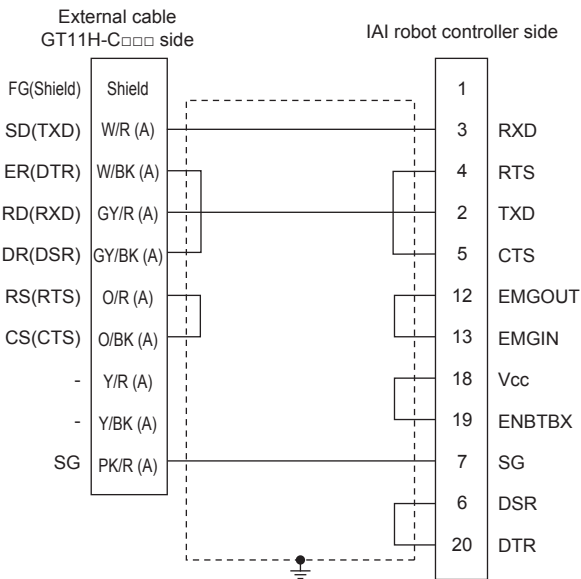 External cable
GT11H-C□□□ side
IAI robot controller side
FG(Shield) Shield 1
SD(TXD) W/R (A) 3 RXD
ER(DTR) W/BK (A) 4 RTS
RD(RXD) GY/R (A) 2 TXD
DR(DSR) GY/BK (A) 5 CTS
RS(RTS) O/R (A) 12 EMGOUT
CS(CTS) O/BK (A) 13 EMGIN
- Y/R (A) 18 Vcc
- Y/BK (A) 19 ENBTBX
SG PK/R (A) 7 SG
6 DSR
20 DTR